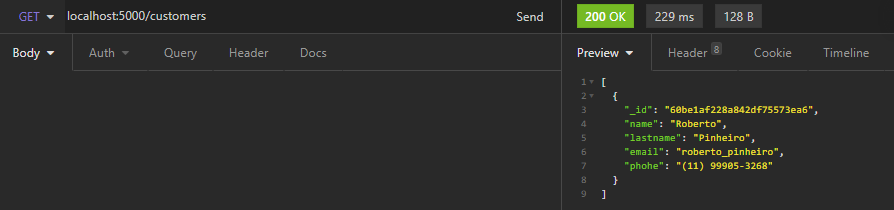 GET localhost:5000/customers Send 200 OK 229 ms 128 B
Body Auth Query Header Docs Preview Header 8 Cookie Timeline
1 [
2 {
3 "_id": "60be1af228a842df75573ea6",
4 "name": "Roberto",
5 "lastname": "Pinheiro",
6 "email": "roberto_pinheiro",
7 "phohe": "(11) 99905-3268"
8 }
9 ]